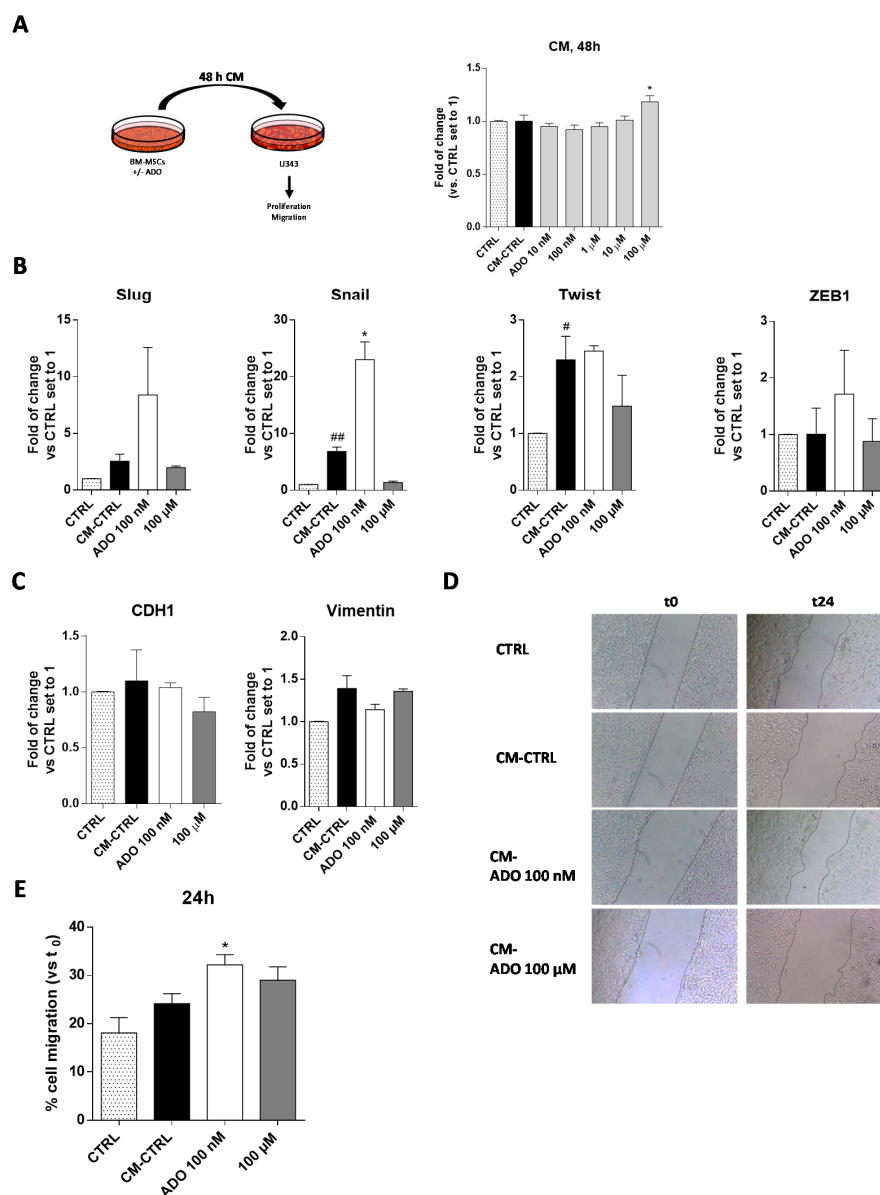 A
48 h CM
BM-MSCs
+/- ADO
U343
Proliferation
Migration
CM, 48h
Fold of change
(vs. CTRL set to 1)
1.5
1.0
0.5
0.0
*
CTRL
CM-CTRL
ADO 10 nM
100 nM
1 μM
10 μM
100 μM
B
Slug
Fold of change
vs CTRL set to 1
15
10
5
0
CTRL
CM-CTRL
ADO 100 nM
100 μM
Snail
Fold of change
vs CTRL set to 1
30
20
10
0
##
*
CTRL
CM-CTRL
ADO 100 nM
100 μM
Twist
Fold of change
vs CTRL set to 1
3
2
1
0
#
CTRL
CM-CTRL
ADO 100 nM
100 μM
ZEB1
Fold of change
vs CTRL set to 1
3
2
1
0
CTRL
CM-CTRL
ADO 100 nM
100 μM
C
CDH1
Fold of change
vs CTRL set to 1
1.5
1.0
0.5
0.0
CTRL
CM-CTRL
ADO 100 nM
100 μM
Vimentin
Fold of change
vs CTRL set to 1
2.0
1.5
1.0
0.5
0.0
CTRL
CM-CTRL
ADO 100 nM
100 μM
D
t0
t24
CTRL
CM-CTRL
CM-
ADO 100 nM
CM-
ADO 100 μM
E
24h
% cell migration (vs t 0)
40
30
20
10
0
*
CTRL
CM-CTRL
ADO 100 nM
100 μM